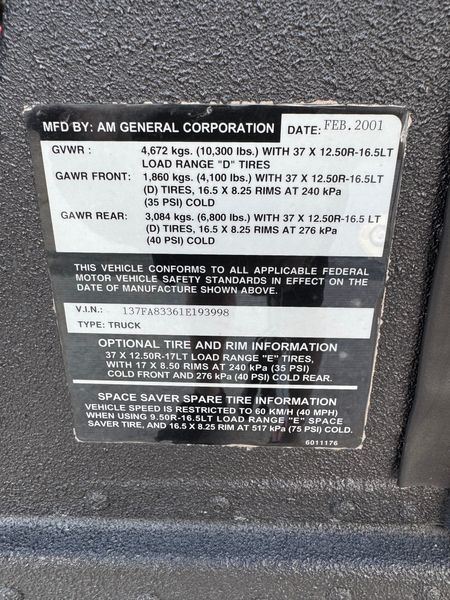 MFD BY: AM GENERAL CORPORATION DATE: FEB.2001
GVWR : 4,672 kgs. (10,300 lbs.) WITH 37 X 12.50R-16.5LT
LOAD RANGE "D" TIRES
GAWR FRONT: 1,860 kgs. (4,100 lbs.) WITH 37 X 12.50R-16.5LT
(D) TIRES, 16.5 X 8.25 RIMS AT 240 kPa
(35 PSI) COLD
GAWR REAR: 3,084 kgs. (6,800 lbs.) WITH 37 X 12.50R-16.5 LT
(D) TIRES, 16.5 X 8.25 RIMS AT 276 kPa
(40 PSI) COLD
THIS VEHICLE CONFORMS TO ALL APPLICABLE FEDERAL
MOTOR VEHICLE SAFETY STANDARDS IN EFFECT ON THE
DATE OF MANUFACTURE SHOWN ABOVE.
V.I.N.: 137FA83361E193998
TYPE: TRUCK
OPTIONAL TIRE AND RIM INFORMATION
37 X 12.50R-17LT LOAD RANGE "E" TIRES,
WITH 17 X 8.50 RIMS AT 240 kPa (35 PSI)
COLD FRONT AND 276 kPa (40 PSI) COLD REAR.
SPACE SAVER SPARE TIRE INFORMATION
VEHICLE SPEED IS RESTRICTED TO 60 KM/H (40 MPH)
WHEN USING 9.50R-16.5LT LOAD RANGE "E" SPACE
SAVER TIRE, AND 16.5 X 8.25 RIM AT 517 kPa (75 PSI) COLD.
6011176